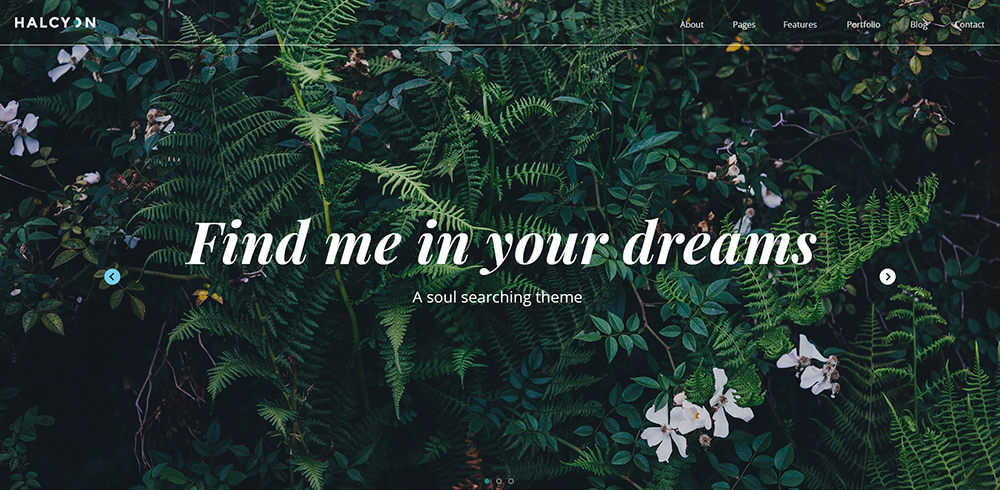 HALCYON
About Pages Features Portfolio Blog Contact
Find me in your dreams
A soul searching theme